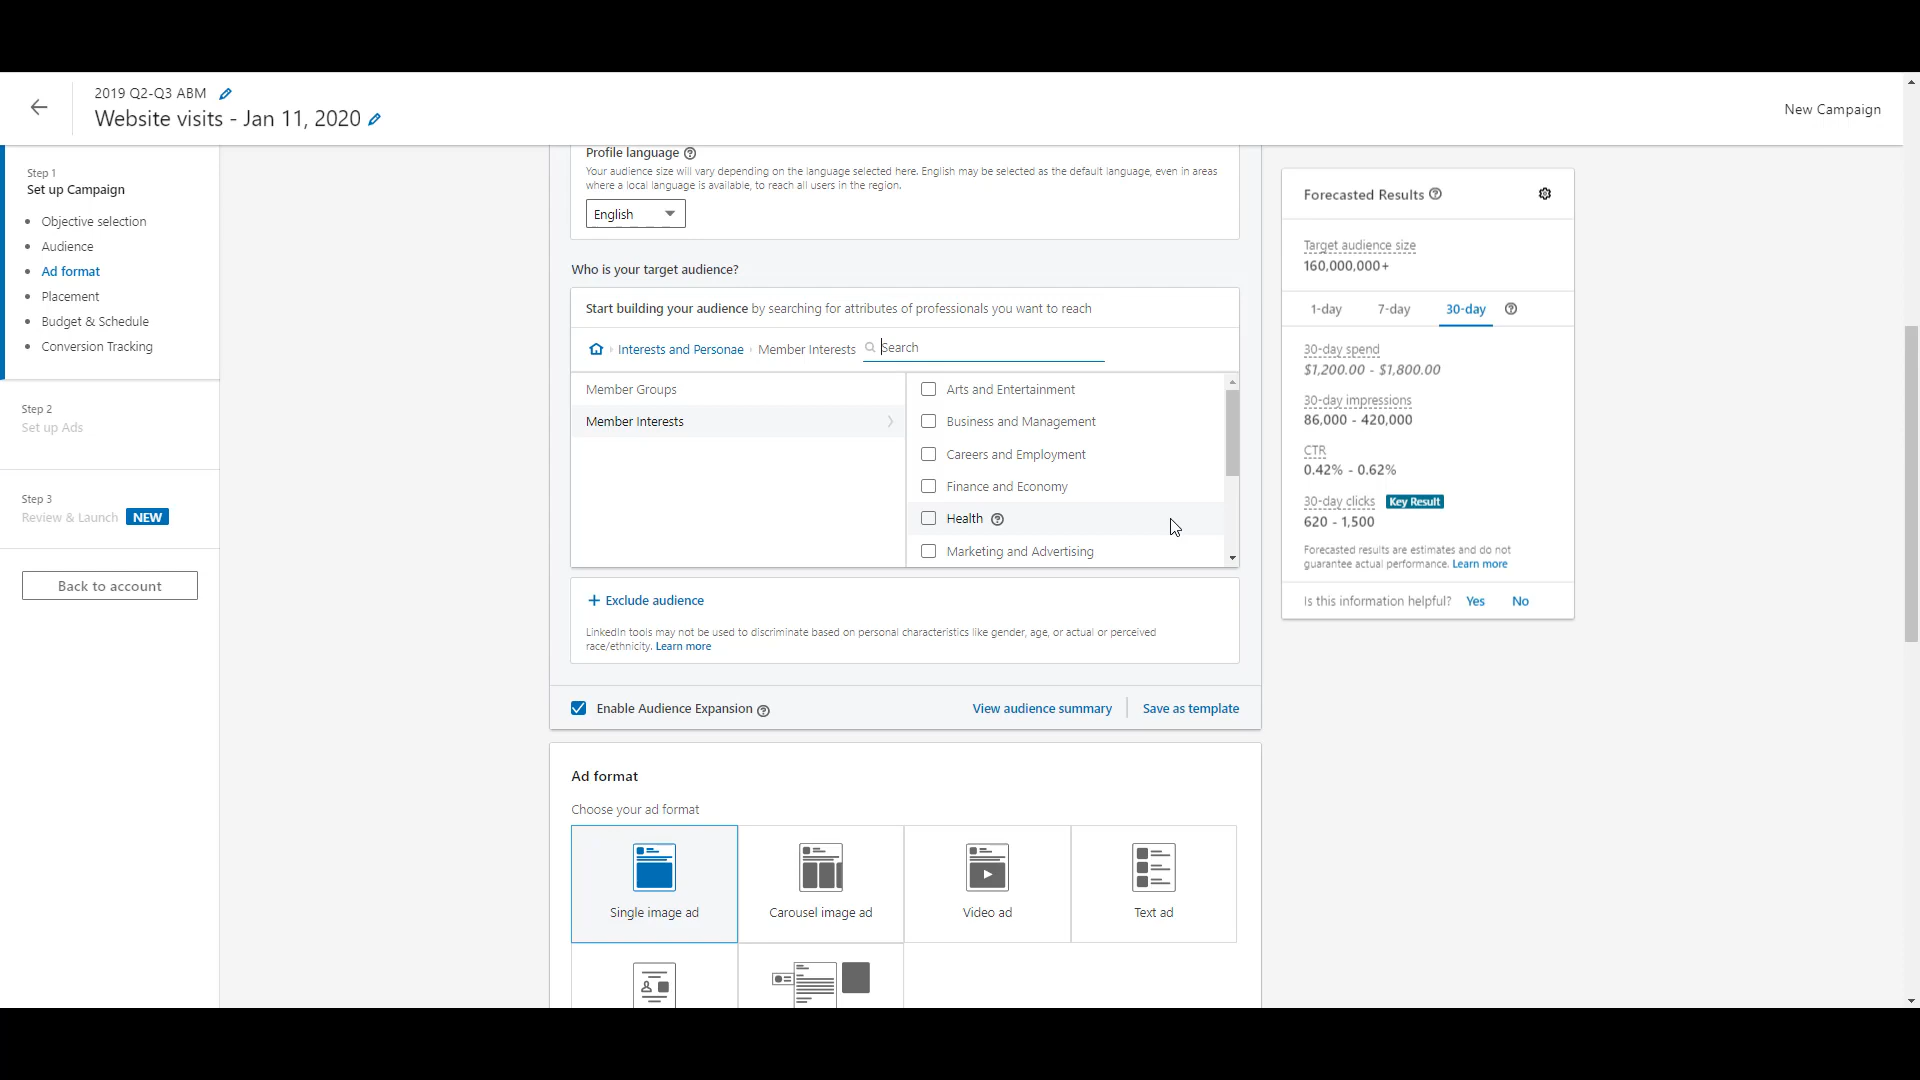 2019 Q2-Q3 ABM
Website visits - Jan 11, 2020
New Campaign
Step 1
Set up Campaign
Objective selection
Audience
Ad format
Placement
Budget & Schedule
Conversion Tracking
Step 2
Set up Ads
Step 3
Review & Launch NEW
Back to account
Profile language
Your audience size will vary depending on the language selected here. English may be selected as the default language, even in areas
where a local language is available, to reach all users in the region.
English
Who is your target audience?
Start building your audience by searching for attributes of professionals you want to reach
Interests and Personae Member Interests Search
Member Groups
Member Interests
Arts and Entertainment
Business and Management
Careers and Employment
Finance and Economy
Health
Marketing and Advertising
+ Exclude audience
LinkedIn tools may not be used to discriminate based on personal characteristics like gender, age, or actual or perceived
race/ethnicity. Learn more
Enable Audience Expansion
View audience summary
Save as template
Ad format
Choose your ad format
Single image ad
Carousel image ad
Video ad
Text ad
Forecasted Results
Target audience size
160,000,000+
1-day 7-day 30-day
30-day spend
$1,200.00 - $1,800.00
30-day impressions
86,000 - 420,000
CTR
0.42% - 0.62%
30-day clicks Key Result
620 - 1,500
Forecasted results are estimates and do not
guarantee actual performance. Learn more
Is this information helpful? Yes No